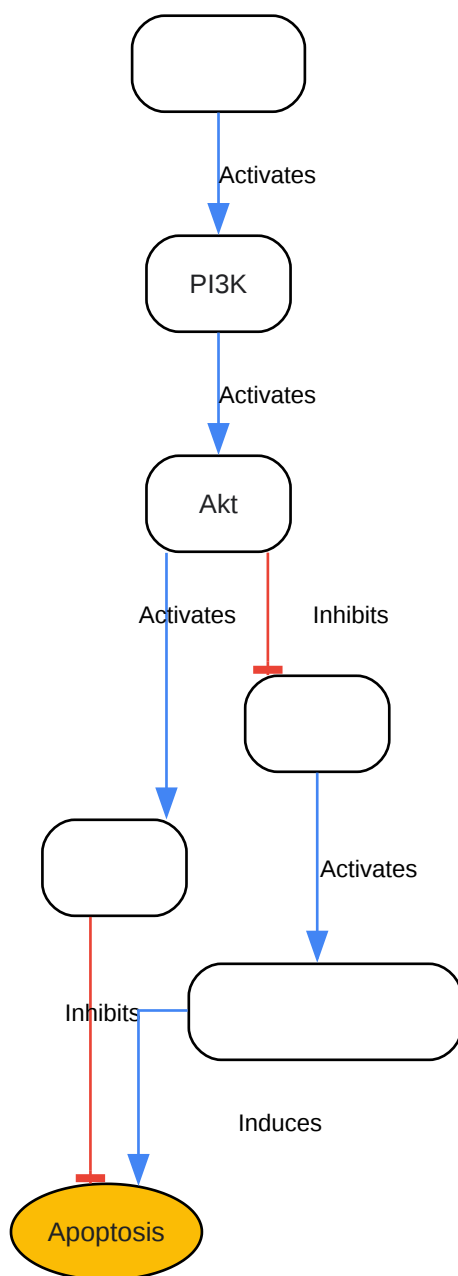 Activates
PI3K
Activates
Akt
Activates
Inhibits
Activates
Inhibits
Induces
Apoptosis